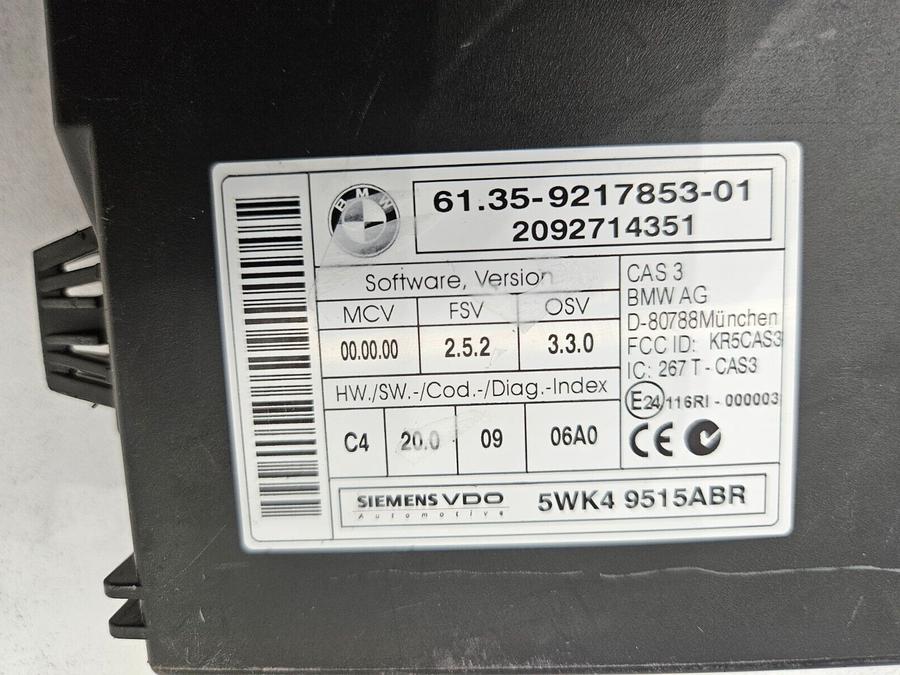 BMW
61.35-9217853-01
2092714351
Software, Version
MCV FSV OSV
00.00.00 2.5.2 3.3.0
HW./SW.-/Cod.-/Diag.-Index
C4 20.0 09 06A0
CAS 3
BMW AG
D-80788München
FCC ID: KR5CAS3
IC: 267 T - CAS3
E24 116RI - 000003
CE
SIEMENS VDO
Automotive
5WK4 9515ABR